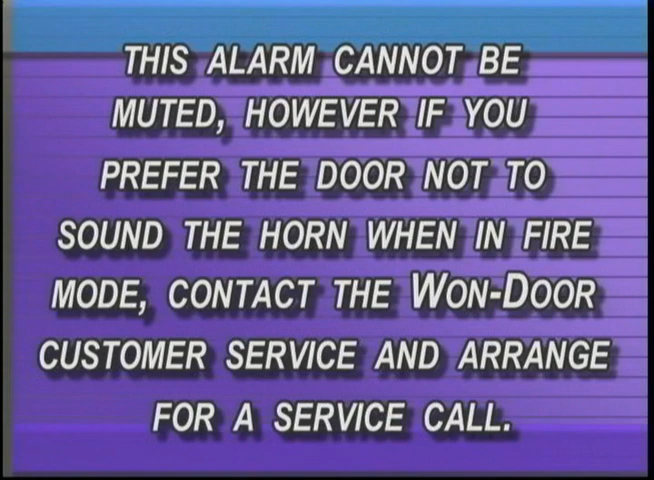 THIS ALARM CANNOT BE
MUTED, HOWEVER IF YOU
PREFER THE DOOR NOT TO
SOUND THE HORN WHEN IN FIRE
MODE, CONTACT THE WON-DOOR
CUSTOMER SERVICE AND ARRANGE
FOR A SERVICE CALL.